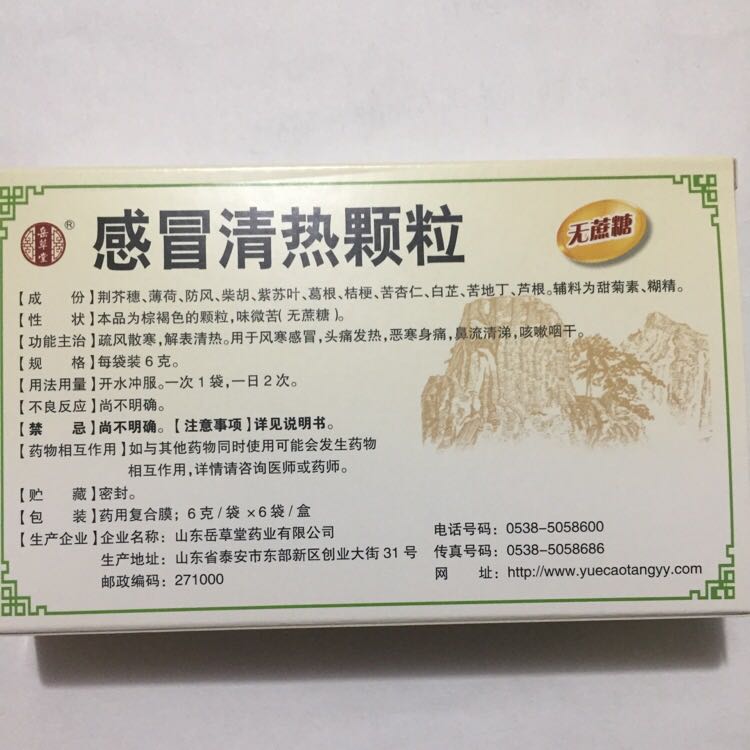 岳草堂®
感冒清热颗粒
无蔗糖
【成 份】荆芥穗、薄荷、防风、柴胡、紫苏叶、葛根、桔梗、苦杏仁、白芷、苦地丁、芦根。辅料为甜菊素、糊精。
【性 状】本品为棕褐色的颗粒，味微苦（无蔗糖）。
【功能主治】疏风散寒，解表清热。用于风寒感冒，头痛发热，恶寒身痛，鼻流清涕，咳嗽咽干。
【规 格】每袋装6克。
【用法用量】开水冲服。一次1袋，一日2次。
【不良反应】尚不明确。
【禁 忌】尚不明确。【注意事项】详见说明书。
【药物相互作用】如与其他药物同时使用可能会发生药物
相互作用，详情请咨询医师或药师。
【贮 藏】密封。
【包 装】药用复合膜；6克/袋×6袋/盒
【生产企业】企业名称：山东岳草堂药业有限公司
生产地址：山东省泰安市东部新区创业大街31号
邮政编码：271000
电话号码：0538-5058600
传真号码：0538-5058686
网 址：http://www.yuecaotangyy.com